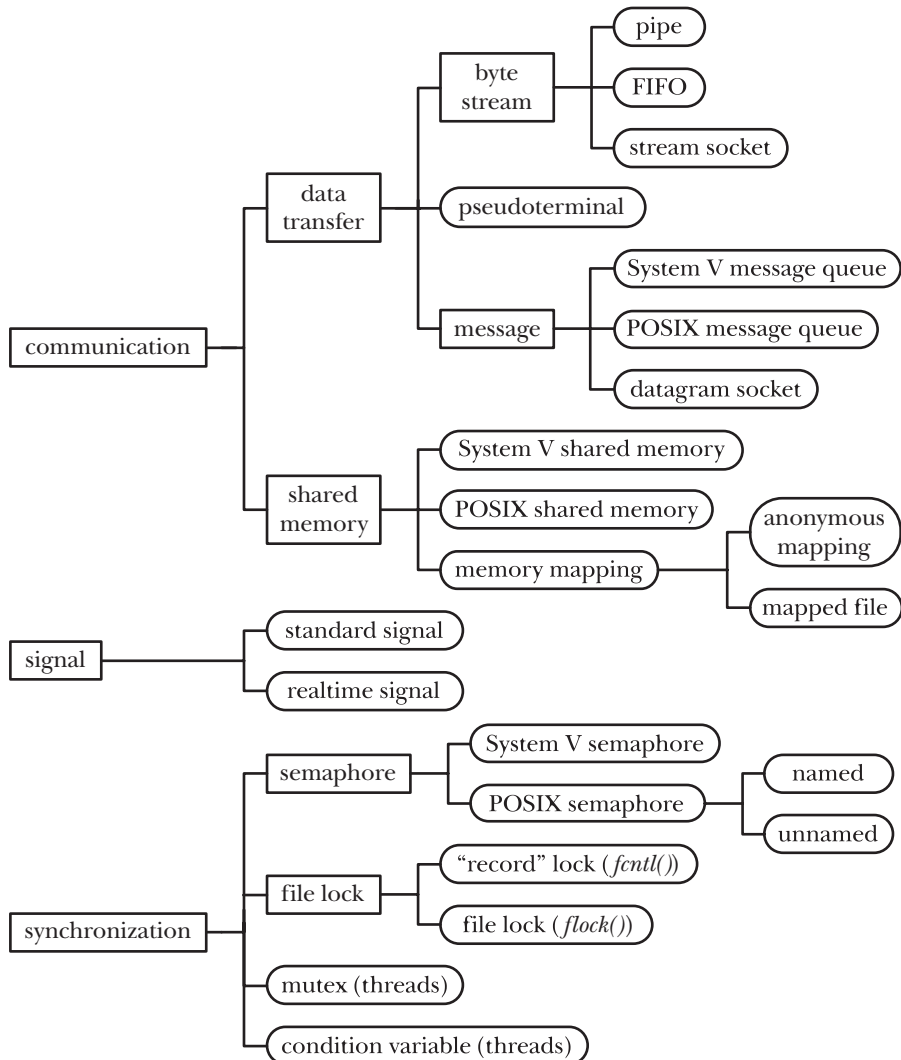 pipe
byte
stream
FIFO
stream socket
data
transfer
pseudoterminal
System V message queue
message
POSIX message queue
communication
datagram socket
System V shared memory
shared
memory
POSIX shared memory
anonymous
mapping
memory mapping
mapped file
standard signal
signal
realtime signal
System V semaphore
semaphore
named
POSIX semaphore
unnamed
“record” lock (fcntl())
file lock
file lock (flock())
synchronization
mutex (threads)
condition variable (threads)